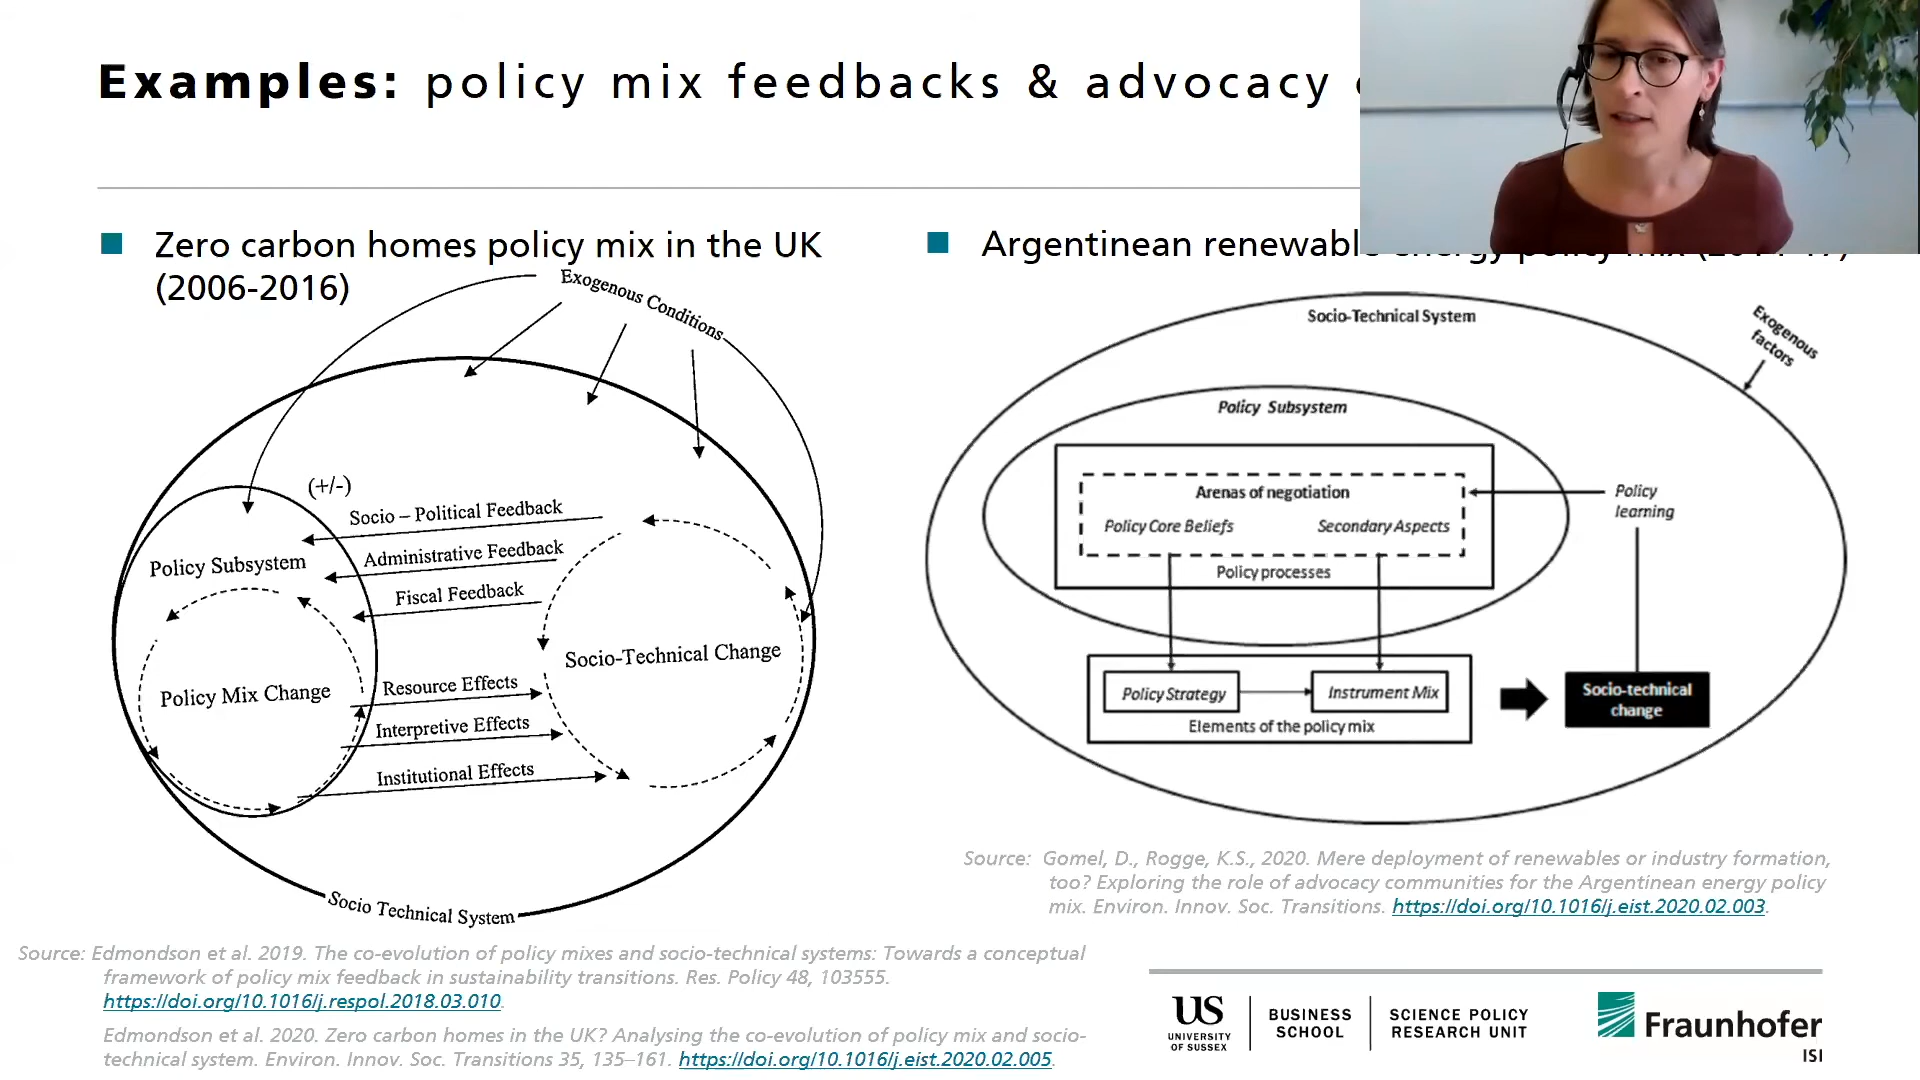 Examples: policy mix feedbacks & advocacy
Zero carbon homes policy mix in the UK
(2006-2016)
Exogenous Conditions
(+/-)
Socio – Political Feedback
Administrative Feedback
Fiscal Feedback
Policy Subsystem
Policy Mix Change
Socio-Technical Change
Resource Effects
Interpretive Effects
Institutional Effects
Socio Technical System
Source: Edmondson et al. 2019. The co-evolution of policy mixes and socio-technical systems: Towards a conceptual
framework of policy mix feedback in sustainability transitions. Res. Policy 48, 103555.
https://doi.org/10.1016/j.respol.2018.03.010.
Edmondson et al. 2020. Zero carbon homes in the UK? Analysing the co-evolution of policy mix and socio-
technical system. Environ. Innov. Soc. Transitions 35, 135–161. https://doi.org/10.1016/j.eist.2020.02.005.
Argentinean renewable energy policy mix
Socio-Technical System
Exogenous
factors
Policy Subsystem
Arenas of negotiation
Policy Core Beliefs Secondary Aspects
Policy processes
Policy
learning
Policy Strategy
Instrument Mix
Elements of the policy mix
Socio-technical
change
Source: Gomel, D., Rogge, K.S., 2020. Mere deployment of renewables or industry formation,
too? Exploring the role of advocacy communities for the Argentinean energy policy
mix. Environ. Innov. Soc. Transitions. https://doi.org/10.1016/j.eist.2020.02.003.
US
UNIVERSITY
OF SUSSEX
BUSINESS
SCHOOL
SCIENCE POLICY
RESEARCH UNIT
Fraunhofer
ISI